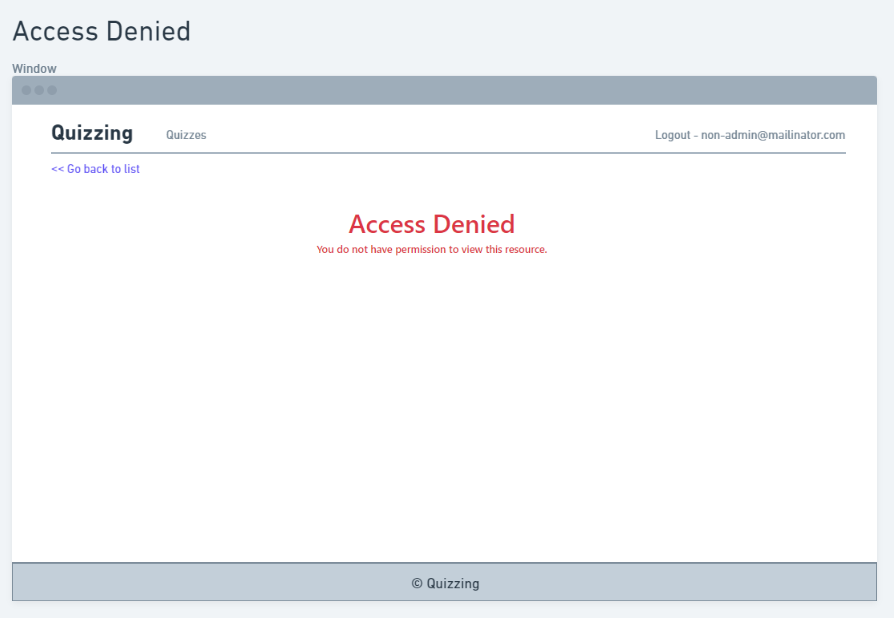 Access Denied
Window
Quizzing Quizzes Logout - non-admin@mailinator.com
<< Go back to list
Access Denied
You do not have permission to view this resource.
© Quizzing